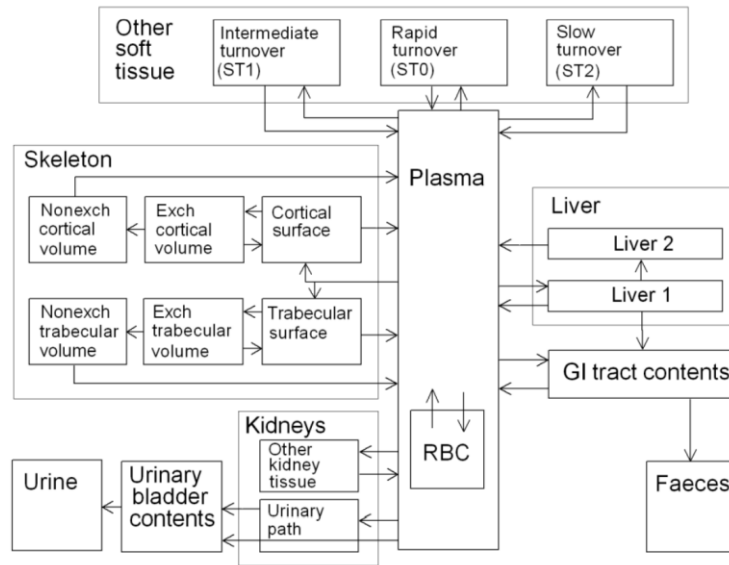 Other
soft
tissue
Intermediate
turnover
(ST1)
Rapid
turnover
(ST0)
Slow
turnover
(ST2)
Skeleton
Nonexch
cortical
volume
Exch
cortical
volume
Cortical
surface
Nonexch
trabecular
volume
Exch
trabecular
volume
Trabecular
surface
Plasma
RBC
Liver
Liver 2
Liver 1
GI tract contents
Faeces
Kidneys
Other
kidney
tissue
Urinary
path
Urinary
bladder
contents
Urine